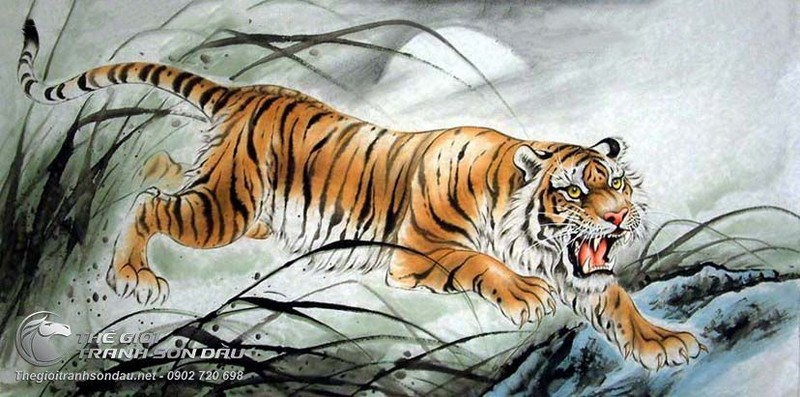 THẾ GIỚI
TRANH SƠN DẦU
Thegioitranhsondau.net - 0902 720 698